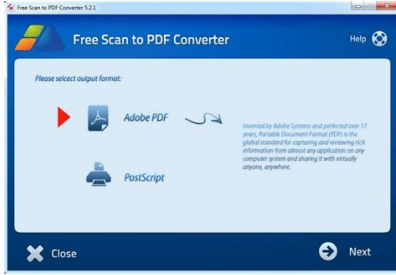 Free Scan to PDF Converter 5.2.1
Free Scan to PDF Converter
Help
Please selcect output format:
Adobe PDF
Invented by Adobe Systems and perfected over 17
years, Portable Document Format (PDF) is the
global standard for capturing and reviewing rich
information from almost any application on any
computer system and sharing it with virtually
anyone, anywhere.
PostScript
Close
Next